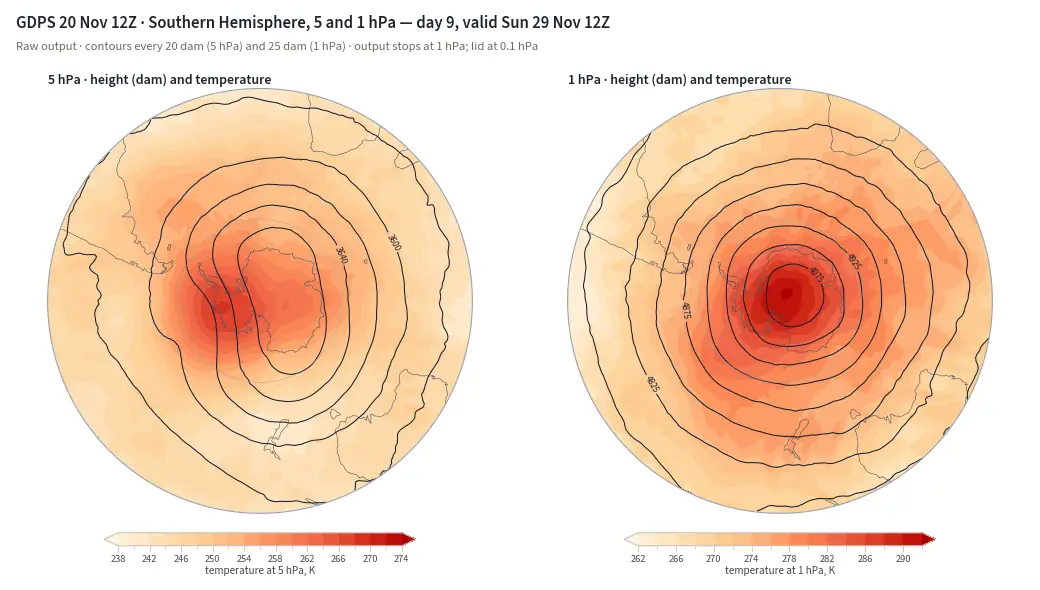 GDPS 20 Nov 12Z · Southern Hemisphere, 5 and 1 hPa — day 9, valid Sun 29 Nov 12Z
Raw output · contours every 20 dam (5 hPa) and 25 dam (1 hPa) · output stops at 1 hPa; lid at 0.1 hPa
5 hPa · height (dam) and temperature
1 hPa · height (dam) and temperature
3600
3640
4925
4975
4875
4825
238 242 246 250 254 258 262 266 270 274
temperature at 5 hPa, K
262 266 270 274 278 282 286 290
temperature at 1 hPa, K